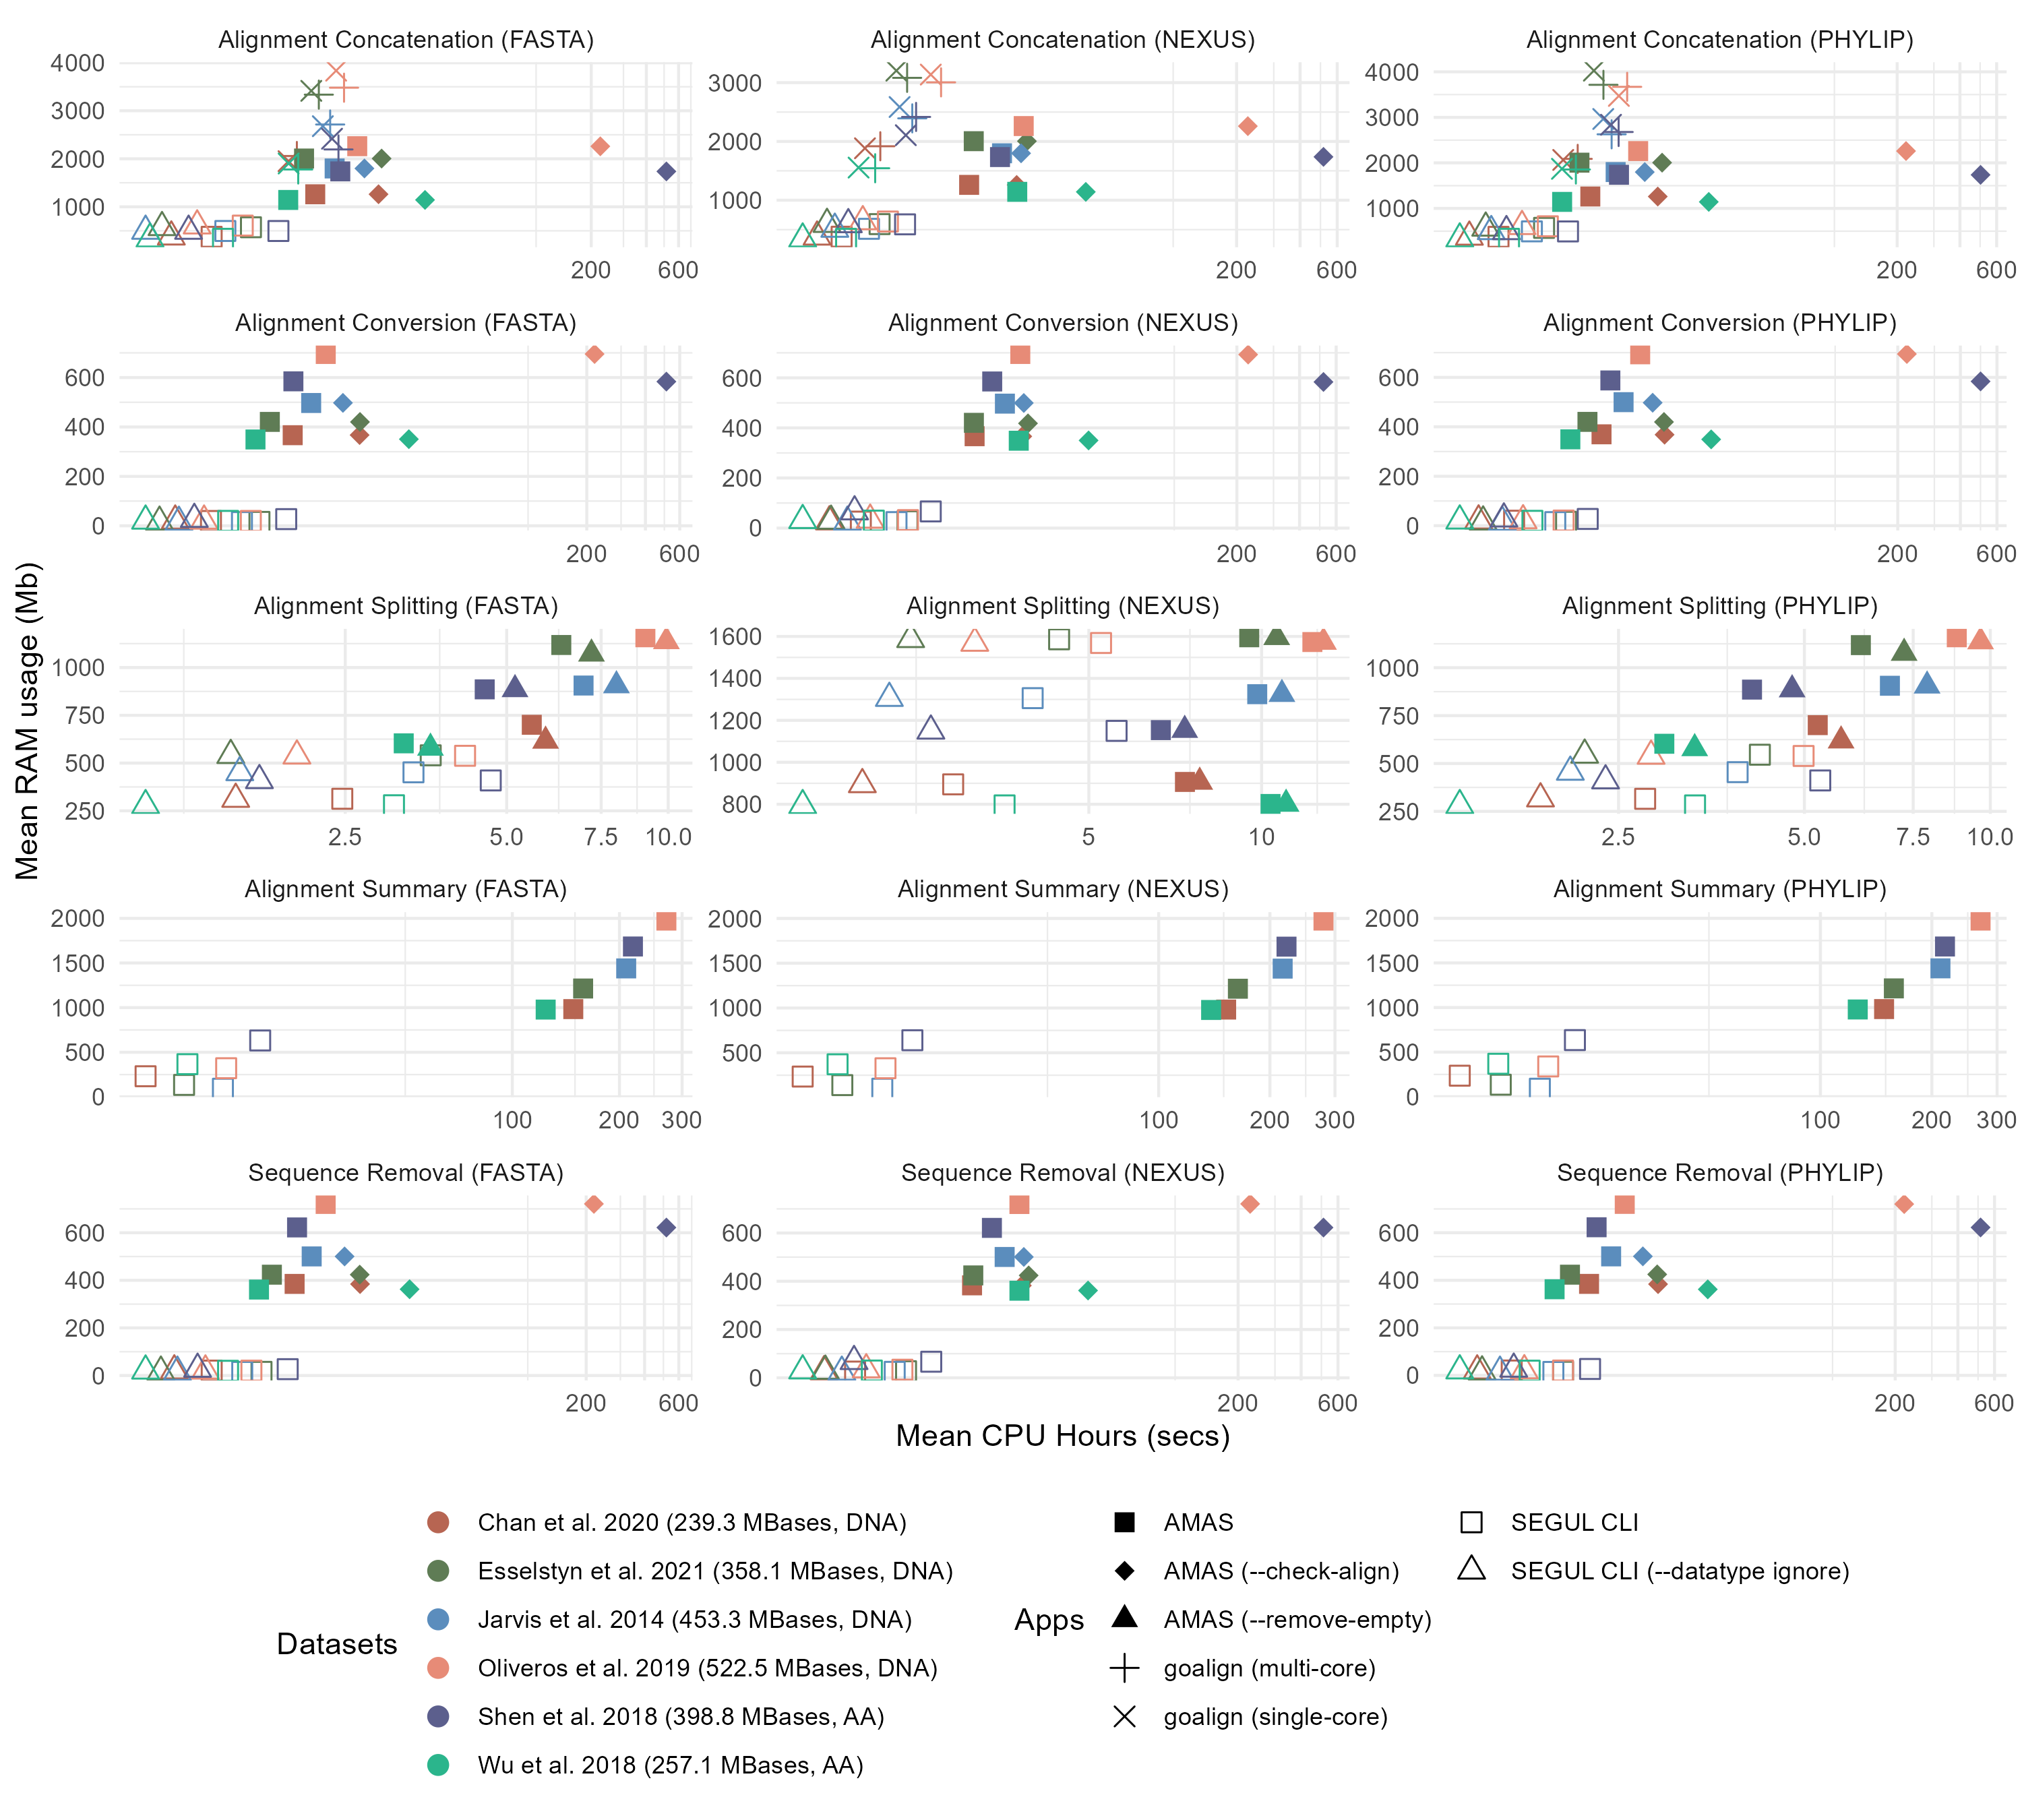 Alignment Concatenation (FASTA)
Alignment Concatenation (NEXUS)
Alignment Concatenation (PHYLIP)
4000
3000
2000
1000
200 600
3000
2000
1000
200 600
4000
3000
2000
1000
200 600
Alignment Conversion (FASTA)
Alignment Conversion (NEXUS)
Alignment Conversion (PHYLIP)
600
400
200
0
200 600
600
400
200
0
200 600
600
400
200
0
200 600
Mean RAM usage (Mb)
Alignment Splitting (FASTA)
Alignment Splitting (NEXUS)
Alignment Splitting (PHYLIP)
1000
750
500
250
2.5 5.0 7.5 10.0
1600
1400
1200
1000
800
5 10
1000
750
500
250
2.5 5.0 7.5 10.0
Alignment Summary (FASTA)
Alignment Summary (NEXUS)
Alignment Summary (PHYLIP)
2000
1500
1000
500
0
100 200 300
2000
1500
1000
500
100 200 300
2000
1500
1000
500
0
100 200 300
Sequence Removal (FASTA)
Sequence Removal (NEXUS)
Sequence Removal (PHYLIP)
600
400
200
0
200 600
600
400
200
0
200 600
600
400
200
0
200 600
Mean CPU Hours (secs)
Datasets
Chan et al. 2020 (239.3 MBases, DNA)
Esselstyn et al. 2021 (358.1 MBases, DNA)
Jarvis et al. 2014 (453.3 MBases, DNA)
Oliveros et al. 2019 (522.5 MBases, DNA)
Shen et al. 2018 (398.8 MBases, AA)
Wu et al. 2018 (257.1 MBases, AA)
Apps
AMAS
AMAS (--check-align)
AMAS (--remove-empty)
goalign (multi-core)
goalign (single-core)
SEGUL CLI
SEGUL CLI (--datatype ignore)